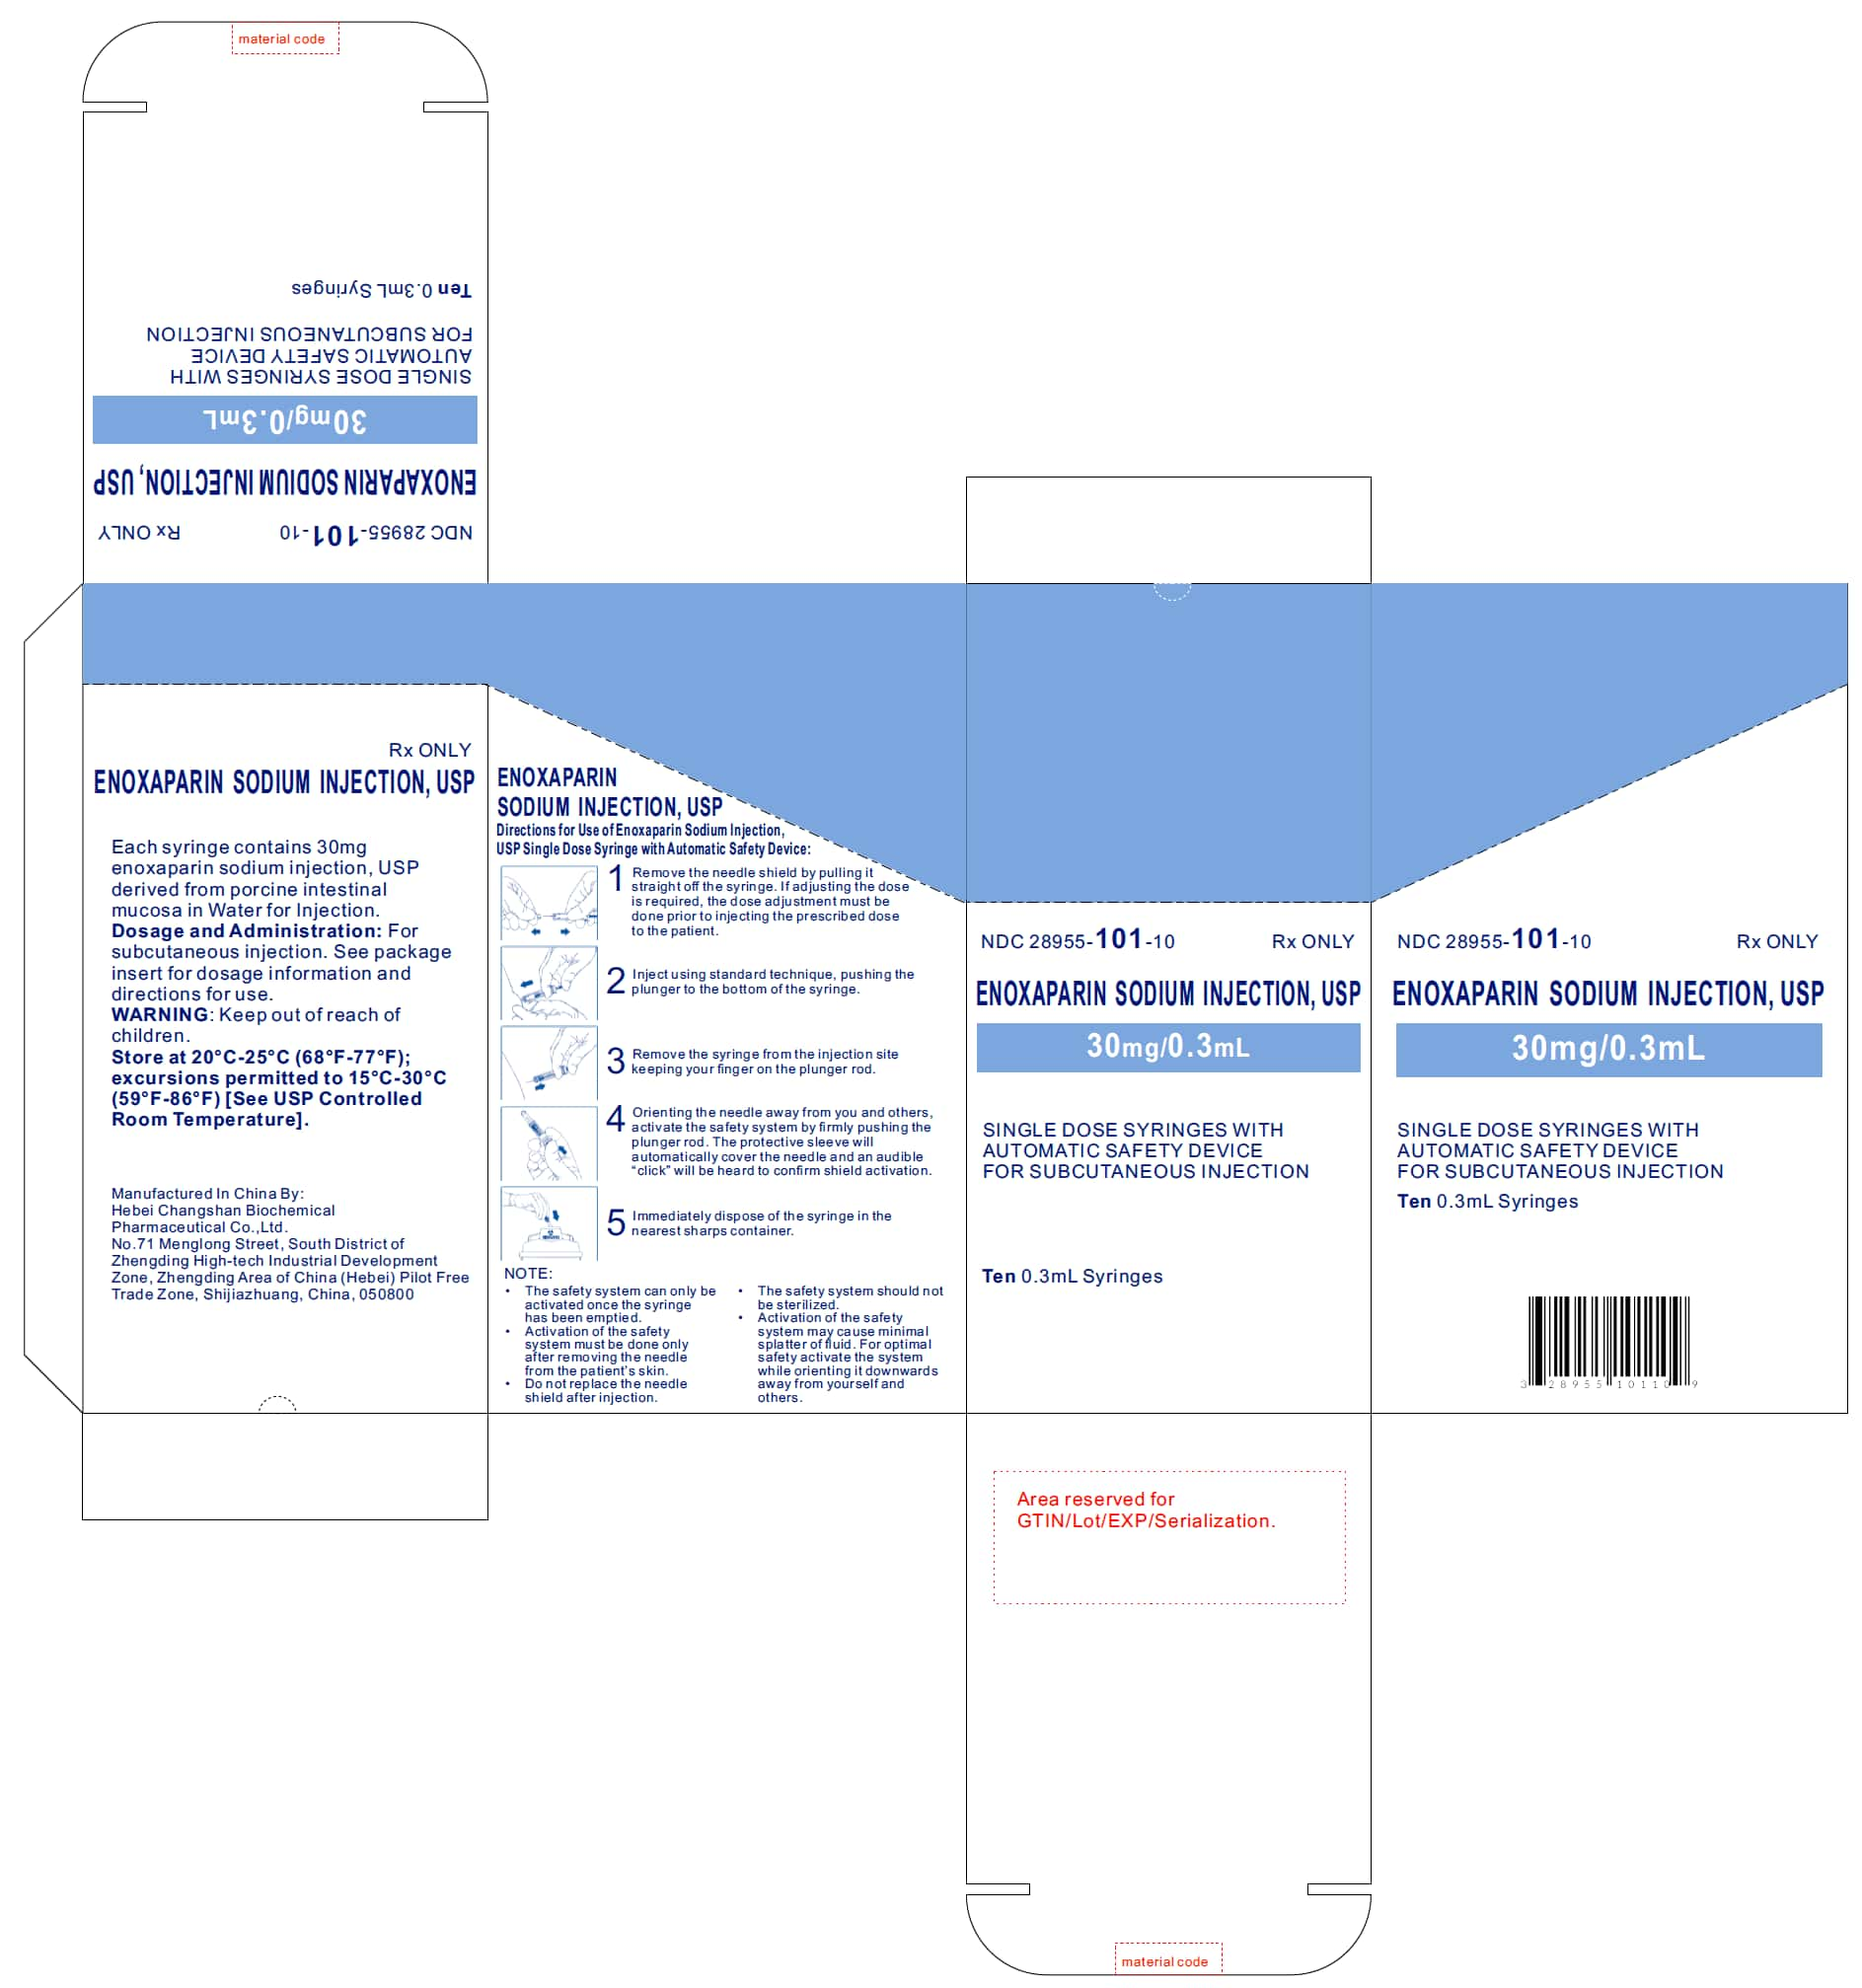 material code
Ten 0.3mL Syringes
FOR SUBCUTANEOUS INJECTION
AUTOMATIC SAFETY DEVICE
SINGLE DOSE SYRINGES WITH
30mg/0.3mL
ENOXAPARIN SODIUM INJECTION, USP
NDC 28955-101-10 Rx ONLY
Rx ONLY
ENOXAPARIN SODIUM INJECTION, USP
Each syringe contains 30mg
enoxaparin sodium injection, USP
derived from porcine intestinal
mucosa in Water for Injection.
Dosage and Administration: For
subcutaneous injection. See package
insert for dosage information and
directions for use.
WARNING: Keep out of reach of
children.
Store at 20°C-25°C (68°F-77°F);
excursions permitted to 15°C-30°C
(59°F-86°F) [See USP Controlled
Room Temperature].
Manufactured In China By:
Hebei Changshan Biochemical
Pharmaceutical Co.,Ltd.
No.71 Menglong Street, South District of
Zhengding High-tech Industrial Development
Zone, Zhengding Area of China (Hebei) Pilot Free
Trade Zone, Shijiazhuang, China, 050800
ENOXAPARIN
SODIUM INJECTION, USP
Directions for Use of Enoxaparin Sodium Injection,
USP Single Dose Syringe with Automatic Safety Device:
1 Remove the needle shield by pulling it
straight off the syringe. If adjusting the dose
is required, the dose adjustment must be
done prior to injecting the prescribed dose
to the patient.
2 Inject using standard technique, pushing the
plunger to the bottom of the syringe.
3 Remove the syringe from the injection site
keeping your finger on the plunger rod.
4 Orienting the needle away from you and others,
activate the safety system by firmly pushing the
plunger rod. The protective sleeve will
automatically cover the needle and an audible
“click” will be heard to confirm shield activation.
5 Immediately dispose of the syringe in the
nearest sharps container.
NOTE:
• The safety system can only be
activated once the syringe
has been emptied.
• Activation of the safety
system must be done only
after removing the needle
from the patient's skin.
• Do not replace the needle
shield after injection.
• The safety system should not
be sterilized.
• Activation of the safety
system may cause minimal
splatter of fluid. For optimal
safety activate the system
while orienting it downwards
away from yourself and
others.
NDC 28955-101-10 Rx ONLY
ENOXAPARIN SODIUM INJECTION, USP
30mg/0.3mL
SINGLE DOSE SYRINGES WITH
AUTOMATIC SAFETY DEVICE
FOR SUBCUTANEOUS INJECTION
Ten 0.3mL Syringes
NDC 28955-101-10 Rx ONLY
ENOXAPARIN SODIUM INJECTION, USP
30mg/0.3mL
SINGLE DOSE SYRINGES WITH
AUTOMATIC SAFETY DEVICE
FOR SUBCUTANEOUS INJECTION
Ten 0.3mL Syringes
3 28955 10110 9
Area reserved for
GTIN/Lot/EXP/Serialization.
material code